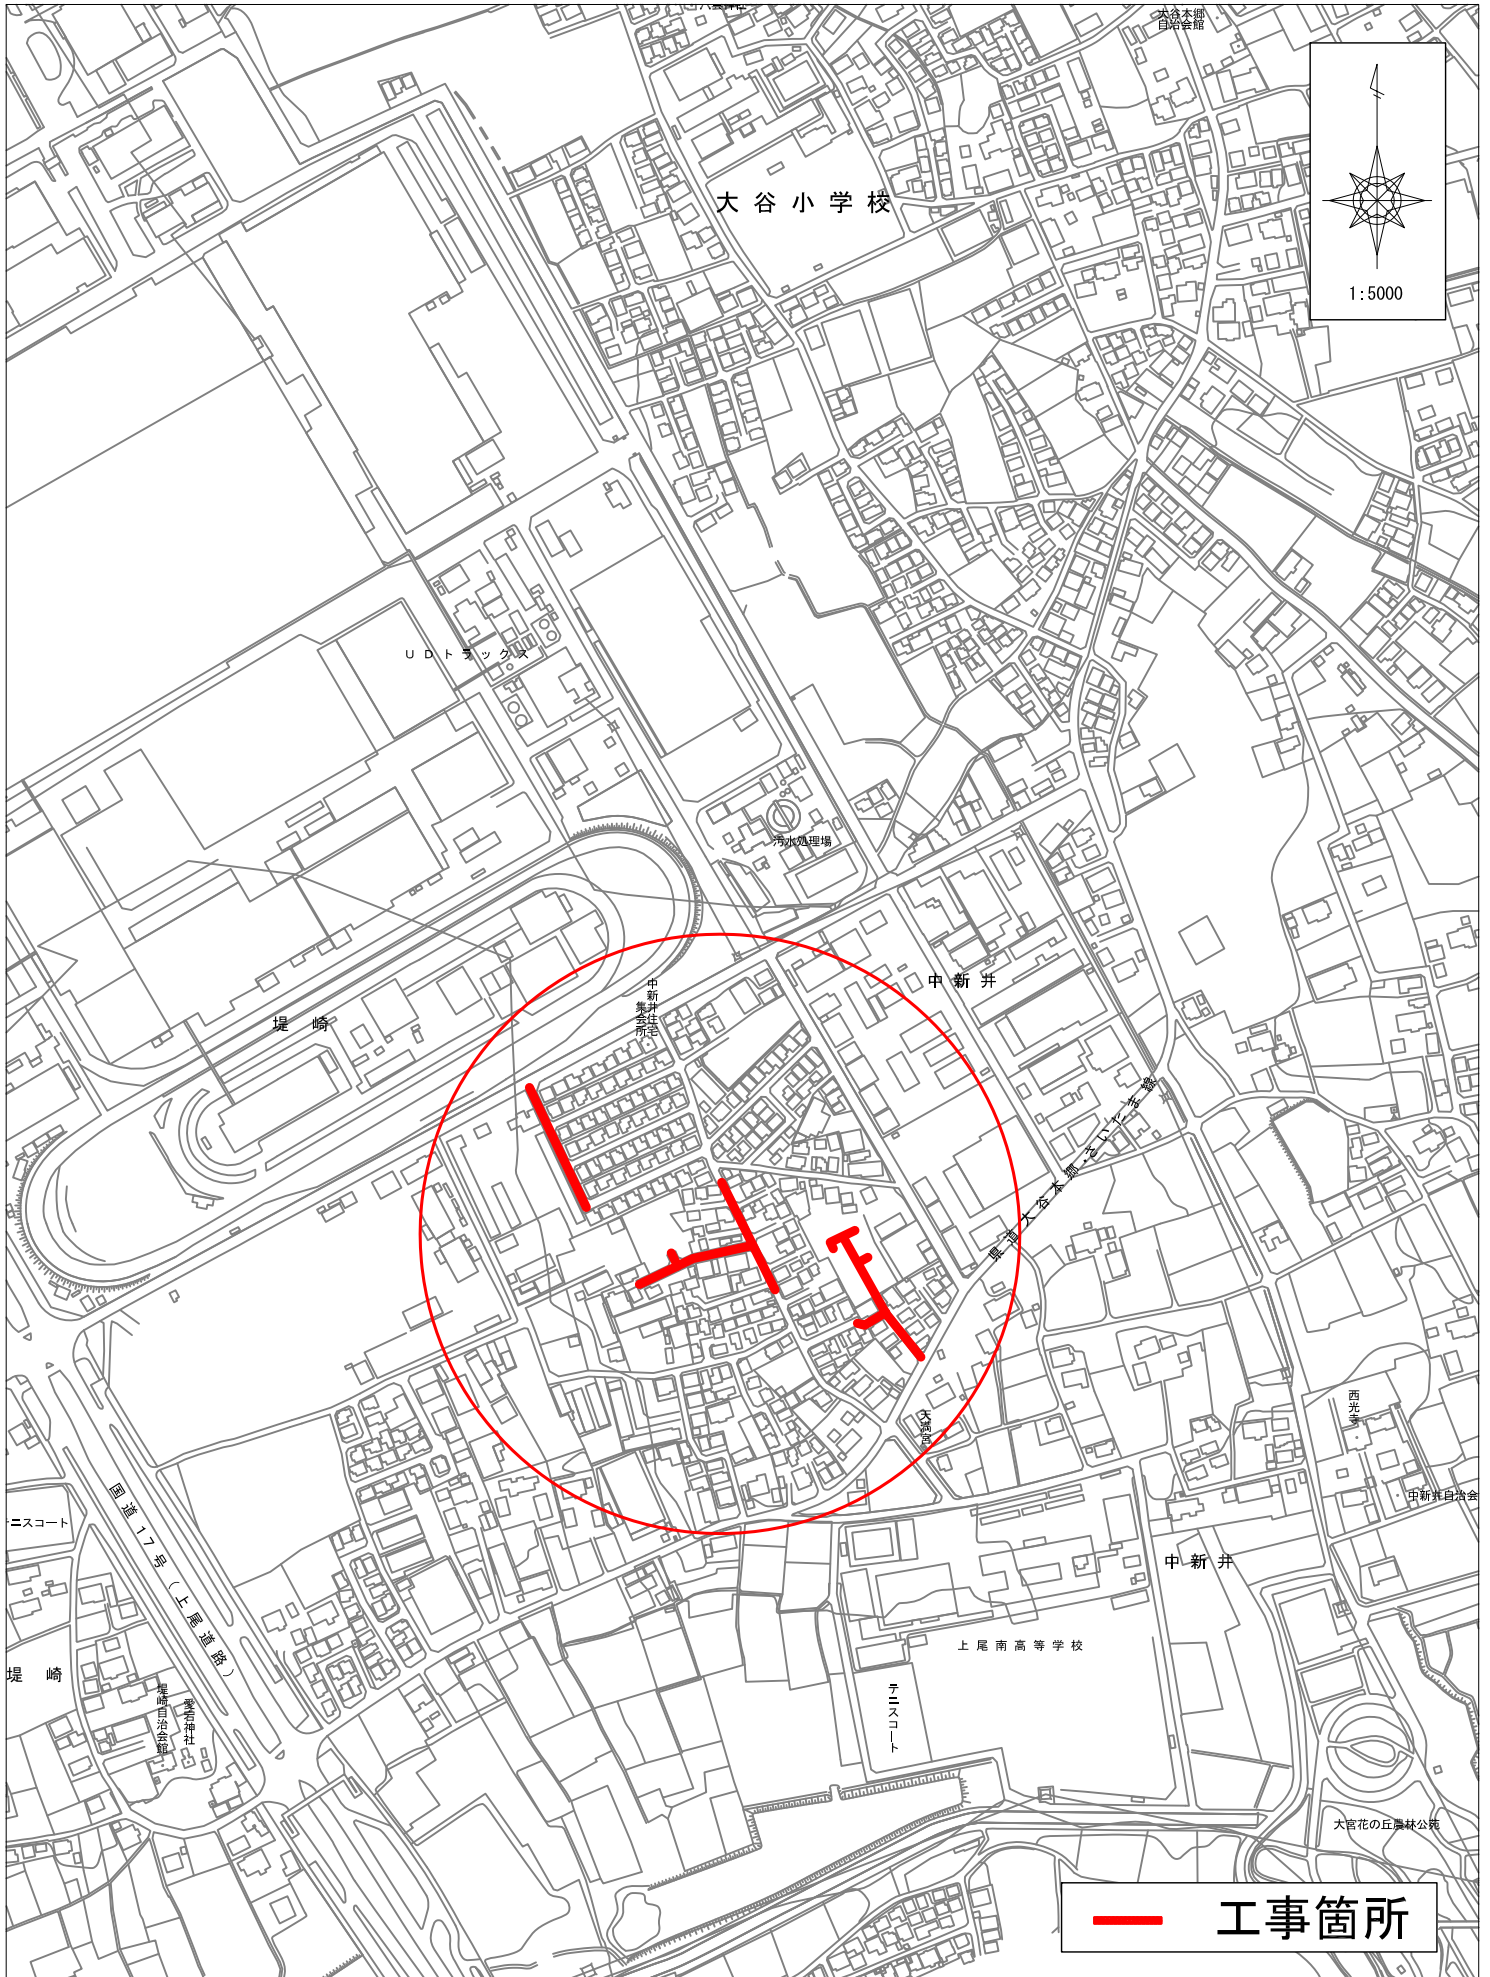 大谷本郷
自治会館
大谷小学校
1:5000
UDトラックス
汚水処理場
中新井
中新井住宅
集会所
堤崎
県道大谷本郷・さいたま線
天満宮
西光寺
中新井自治会
国道17号(上尾道路)
ニスコート
中新井
上尾南高等学校
堤崎
堤崎自治会館
愛宕神社
テニスコート
大宮花の丘農林公苑
工事箇所